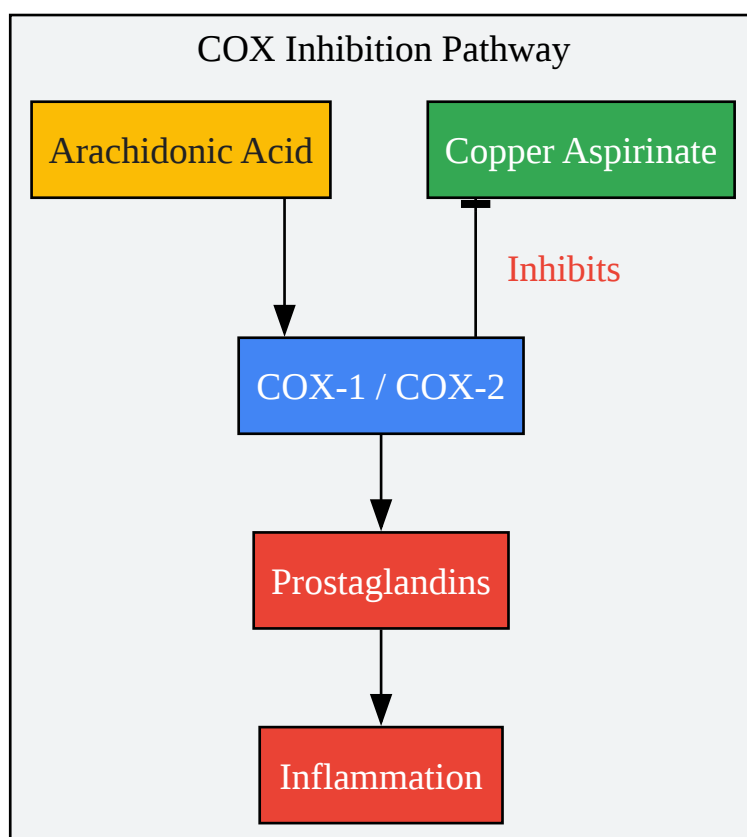 COX Inhibition Pathway
Arachidonic Acid
Copper Aspirinate
Inhibits
COX-1 / COX-2
Prostaglandins
Inflammation